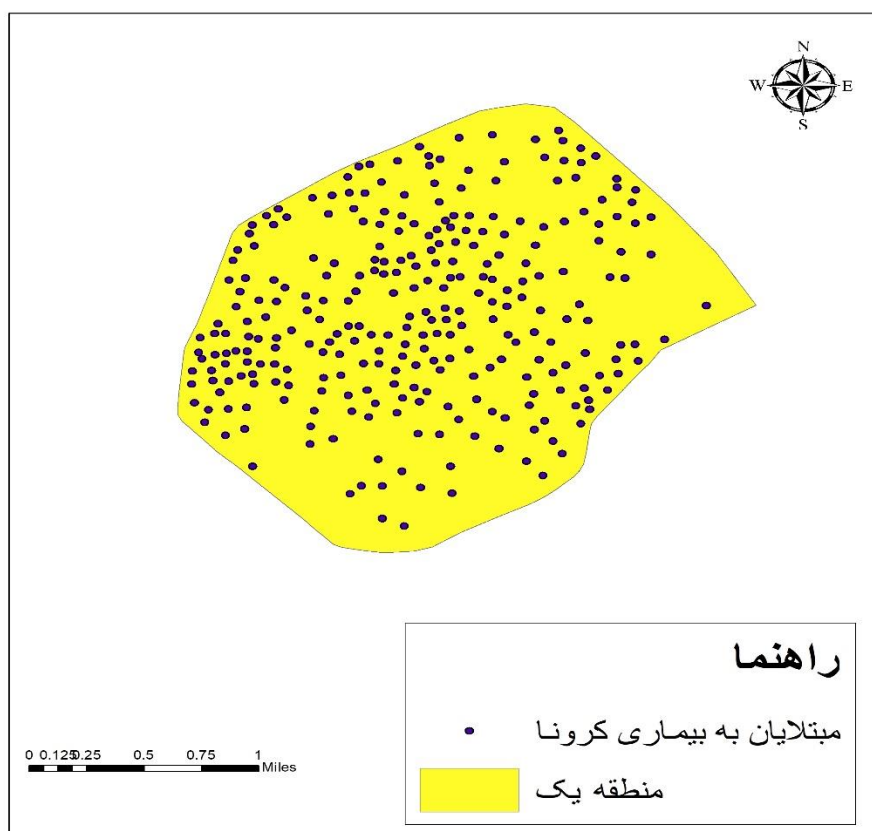 N
W E
S
راهنما
مبتلایان به بیماری کرونا
منطقه یک
0 0.125 0.25 0.5 0.75 1
Miles